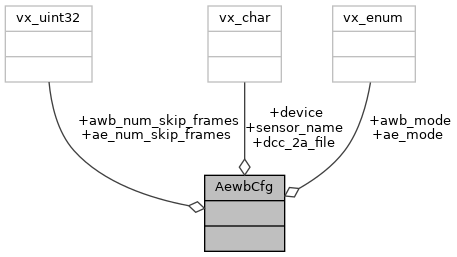 vx_uint32
vx_char
vx_enum
+awb_num_skip_frames
+ae_num_skip_frames
+device
+sensor_name
+dcc_2a_file
+awb_mode
+ae_mode
AewbCfg